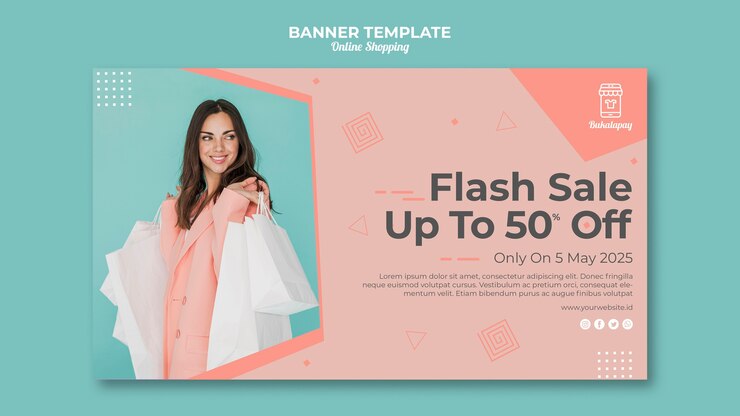 BANNER TEMPLATE
Online Shopping
Bukalapay
Flash Sale
Up To 50% Off
Only On 5 May 2025
Lorem ipsum dolor sit amet, consectetur adipiscing elit. Donec fringilla
neque euismod volutpat cursus. Vestibulum ac pretium orci, consequat ele-
mentum velit. Etiam bibendum purus ac augue finibus volutpat
www.yourwebsite.id